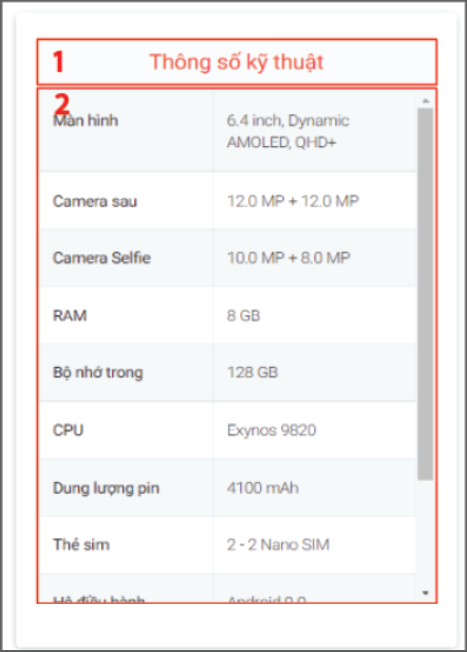 1 Thông số kỹ thuật
2
Màn hình 6.4 inch, Dynamic
AMOLED, QHD+
Camera sau 12.0 MP + 12.0 MP
Camera Selfie 10.0 MP + 8.0 MP
RAM 8 GB
Bộ nhớ trong 128 GB
CPU Exynos 9820
Dung lượng pin 4100 mAh
Thẻ sim 2 - 2 Nano SIM
Hệ điều hành Android 9.0